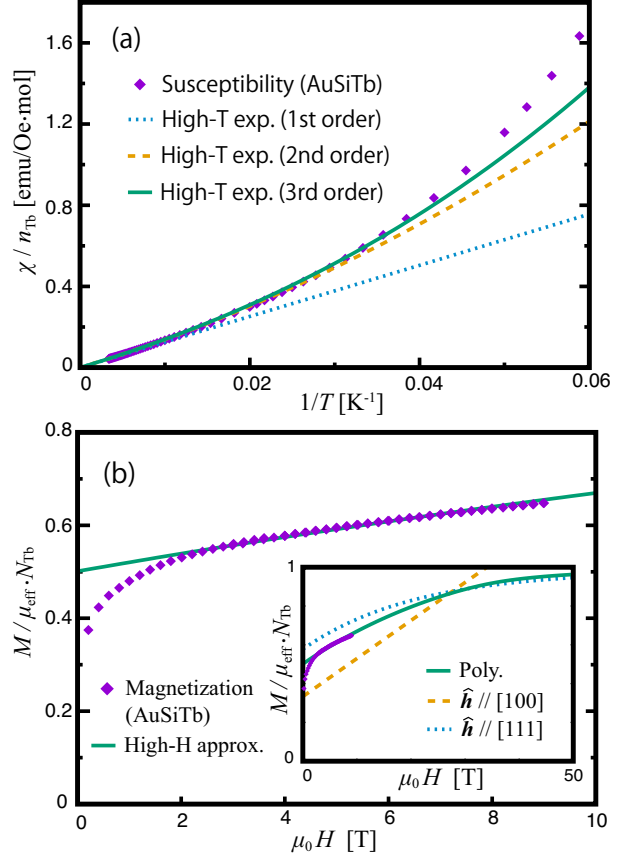 (a)
1.6
1.2
0.8
0.4
0
χ / n_Tb [emu/Oe·mol]
Susceptibility (AuSiTb)
High-T exp. (1st order)
High-T exp. (2nd order)
High-T exp. (3rd order)
0 0.02 0.04 0.06
1/T [K⁻¹]
(b)
0.8
0.6
0.4
0.2
0
M / μ_eff · N_Tb
Magnetization
(AuSiTb)
High-H approx.
1
0
M / μ_eff · N_Tb
Poly.
ĥ // [100]
ĥ // [111]
0 50
μ₀H [T]
0 2 4 6 8 10
μ₀H [T]